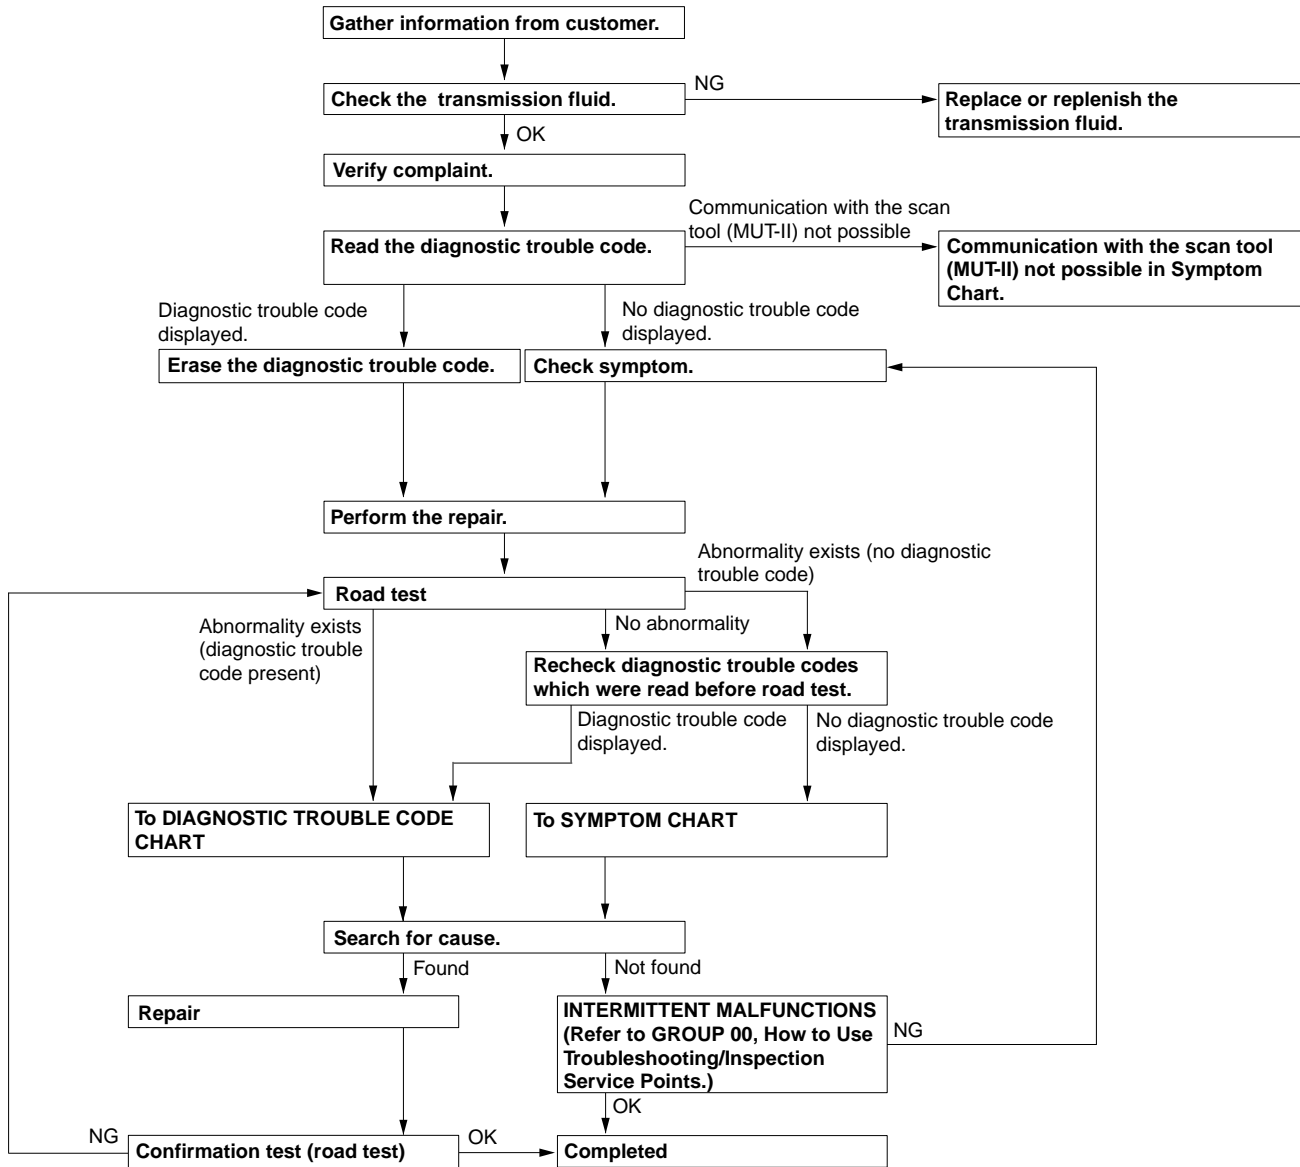 Gather information from customer.
NG
Check the transmission fluid.
Replace or replenish the
transmission fluid.
OK
Verify complaint.
Communication with the scan
tool (MUT-II) not possible
Read the diagnostic trouble code.
Communication with the scan tool
(MUT-II) not possible in Symptom
Chart.
Diagnostic trouble code
displayed.
No diagnostic trouble code
displayed.
Erase the diagnostic trouble code.
Check symptom.
Perform the repair.
Abnormality exists (no diagnostic
trouble code)
Road test
Abnormality exists
(diagnostic trouble
code present)
No abnormality
Recheck diagnostic trouble codes
which were read before road test.
Diagnostic trouble code
displayed.
No diagnostic trouble code
displayed.
To DIAGNOSTIC TROUBLE CODE
CHART
To SYMPTOM CHART
Search for cause.
Found
Not found
Repair
INTERMITTENT MALFUNCTIONS
(Refer to GROUP 00, How to Use
Troubleshooting/Inspection
Service Points.)
NG
OK
NG
Confirmation test (road test)
OK
Completed